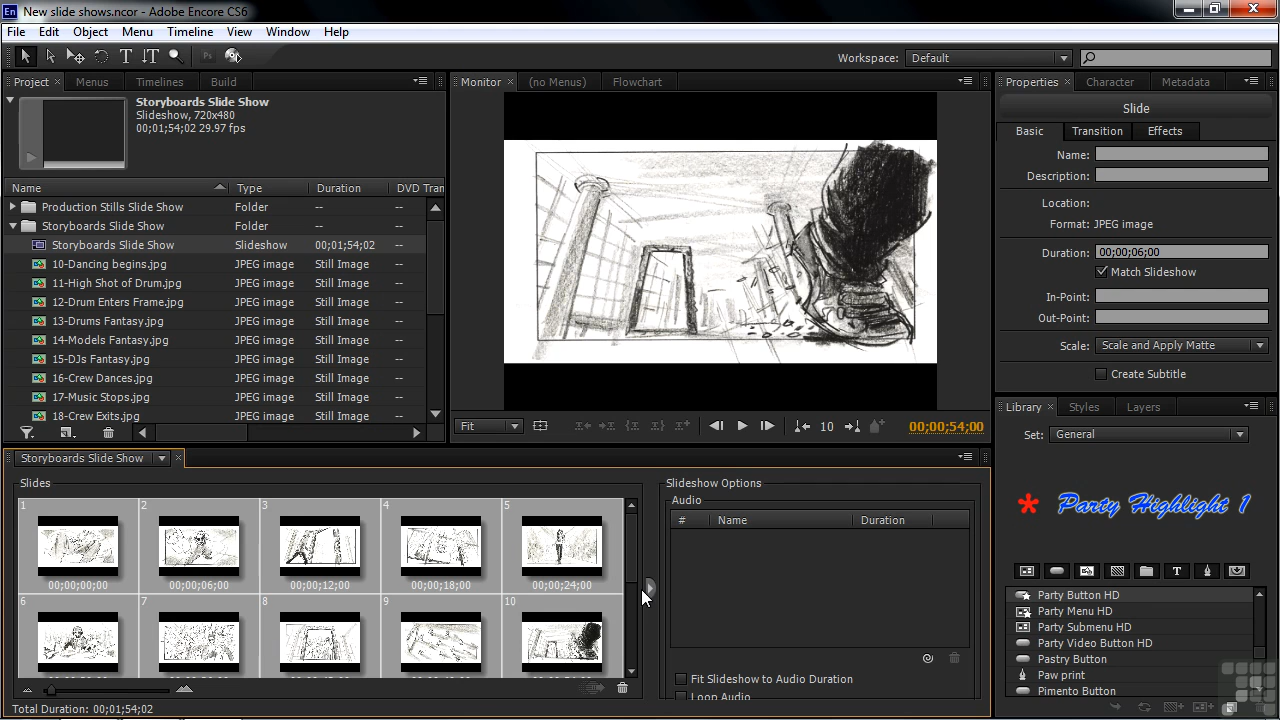 En New slide shows.ncor - Adobe Encore CS6
File Edit Object Menu Timeline View Window Help
Workspace: Default
Project Menus Timelines Build
Monitor (no Menus) Flowchart
Properties Character Metadata
Storyboards Slide Show
Slideshow, 720x480
00;01;54;02 29.97 fps
Slide
Basic Transition Effects
Name:
Description:
Location:
Format: JPEG image
Duration: 00;00;06;00
Match Slideshow
In-Point:
Out-Point:
Scale: Scale and Apply Matte
Create Subtitle
Name Type Duration DVD Tran
Production Stills Slide Show Folder --
Storyboards Slide Show Folder --
Storyboards Slide Show Slideshow 00;01;54;02 --
10-Dancing begins.jpg JPEG image Still Image --
11-High Shot of Drum.jpg JPEG image Still Image --
12-Drum Enters Frame.jpg JPEG image Still Image --
13-Drums Fantasy.jpg JPEG image Still Image --
14-Models Fantasy.jpg JPEG image Still Image --
15-DJs Fantasy.jpg JPEG image Still Image --
16-Crew Dances.jpg JPEG image Still Image --
17-Music Stops.jpg JPEG image Still Image --
18-Crew Exits.jpg JPEG image Still Image --
Fit 10 00;00;54;00
Library Styles Layers
Set: General
* Party Highlight 1
T
Party Button HD
Party Menu HD
Party Submenu HD
Party Video Button HD
Pastry Button
Paw print
Pimento Button
Storyboards Slide Show
Slides
1 2 3 4 5
00;00;00;00 00;00;06;00 00;00;12;00 00;00;18;00 00;00;24;00
6 7 8 9 10
Slideshow Options
Audio
# Name Duration
Fit Slideshow to Audio Duration
Loop Audio
Total Duration: 00;01;54;02